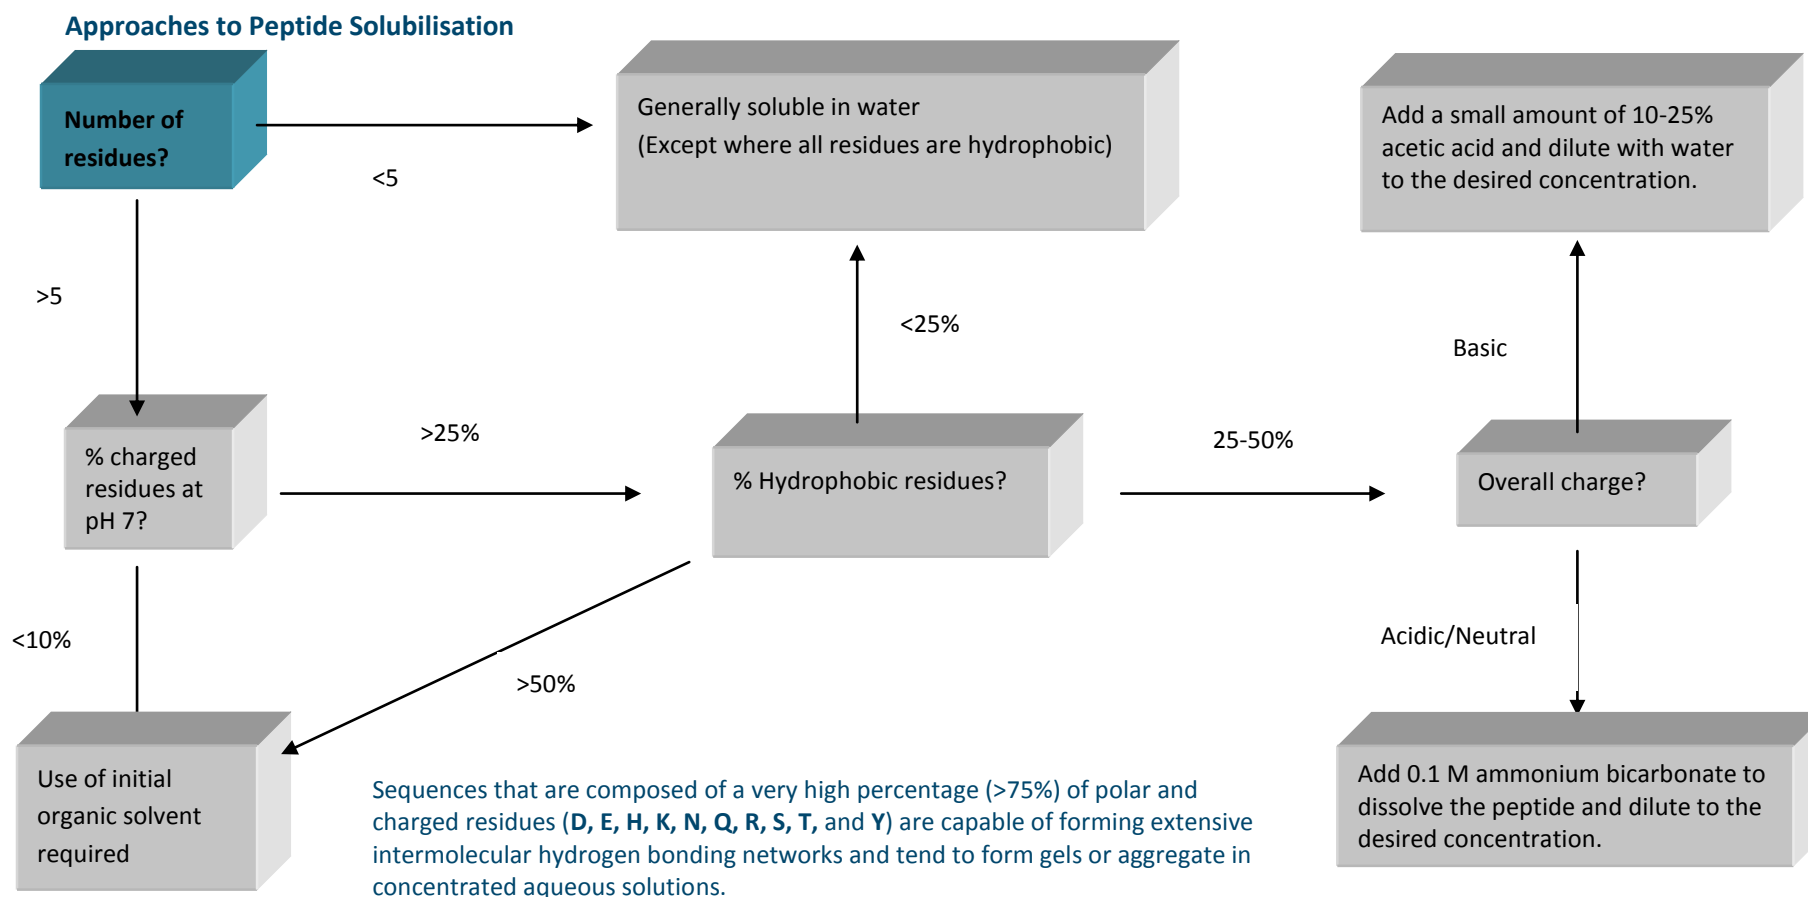 Approaches to Peptide Solubilisation
Number of
residues?
<5
Generally soluble in water
(Except where all residues are hydrophobic)
Add a small amount of 10-25%
acetic acid and dilute with water
to the desired concentration.
>5
<25%
Basic
% charged
residues at
pH 7?
>25%
% Hydrophobic residues?
25-50%
Overall charge?
<10%
>50%
Acidic/Neutral
Use of initial
organic solvent
required
Sequences that are composed of a very high percentage (>75%) of polar and
charged residues (D, E, H, K, N, Q, R, S, T, and Y) are capable of forming extensive
intermolecular hydrogen bonding networks and tend to form gels or aggregate in
concentrated aqueous solutions.
Add 0.1 M ammonium bicarbonate to
dissolve the peptide and dilute to the
desired concentration.